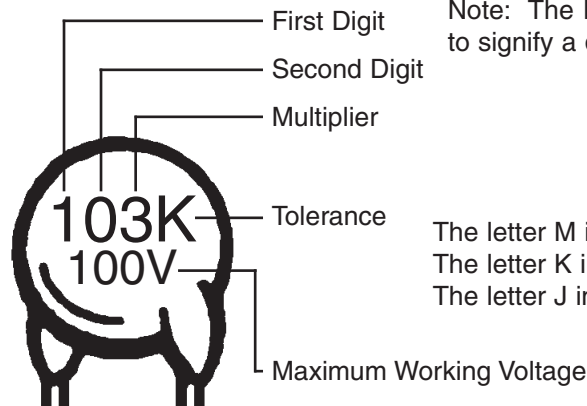 First Digit
Second Digit
Multiplier
Tolerance
Maximum Working Voltage
103K
100V
Note: The
to signify a
The letter M
The letter K
The letter J